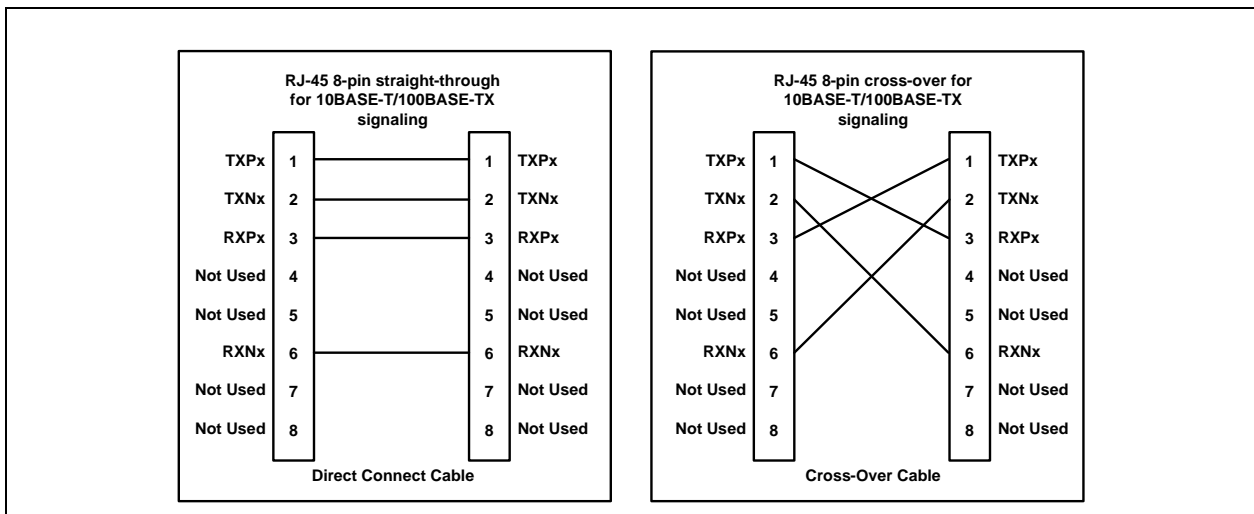 RJ-45 8-pin straight-through
for 10BASE-T/100BASE-TX
signaling
TXPx 1 1 TXPx
TXNx 2 2 TXNx
RXPx 3 3 RXPx
Not Used 4 4 Not Used
Not Used 5 5 Not Used
RXNx 6 6 RXNx
Not Used 7 7 Not Used
Not Used 8 8 Not Used
Direct Connect Cable
RJ-45 8-pin cross-over for
10BASE-T/100BASE-TX
signaling
TXPx 1 1 TXPx
TXNx 2 2 TXNx
RXPx 3 3 RXPx
Not Used 4 4 Not Used
Not Used 5 5 Not Used
RXNx 6 6 RXNx
Not Used 7 7 Not Used
Not Used 8 8 Not Used
Cross-Over Cable